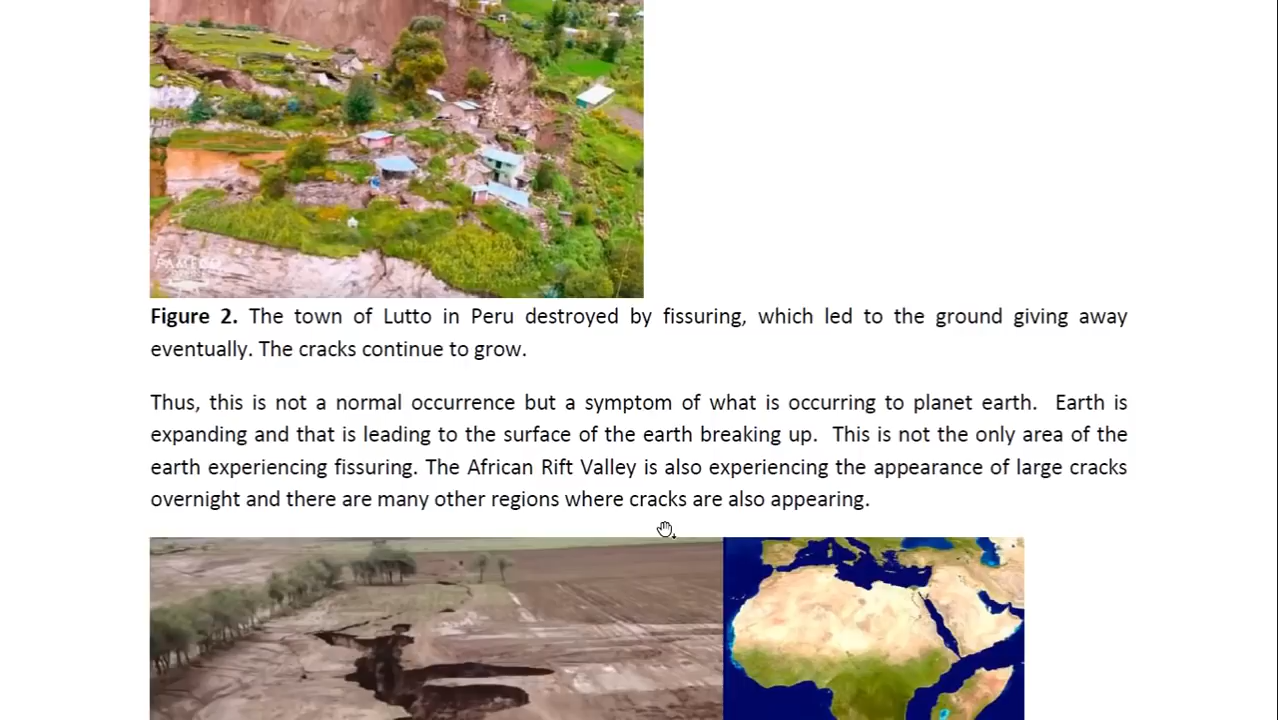 Figure 2. The town of Lutto in Peru destroyed by fissuring, which led to the ground giving away
eventually. The cracks continue to grow.
Thus, this is not a normal occurrence but a symptom of what is occurring to planet earth.  Earth is
expanding and that is leading to the surface of the earth breaking up.  This is not the only area of the
earth experiencing fissuring. The African Rift Valley is also experiencing the appearance of large cracks
overnight and there are many other regions where cracks are also appearing.